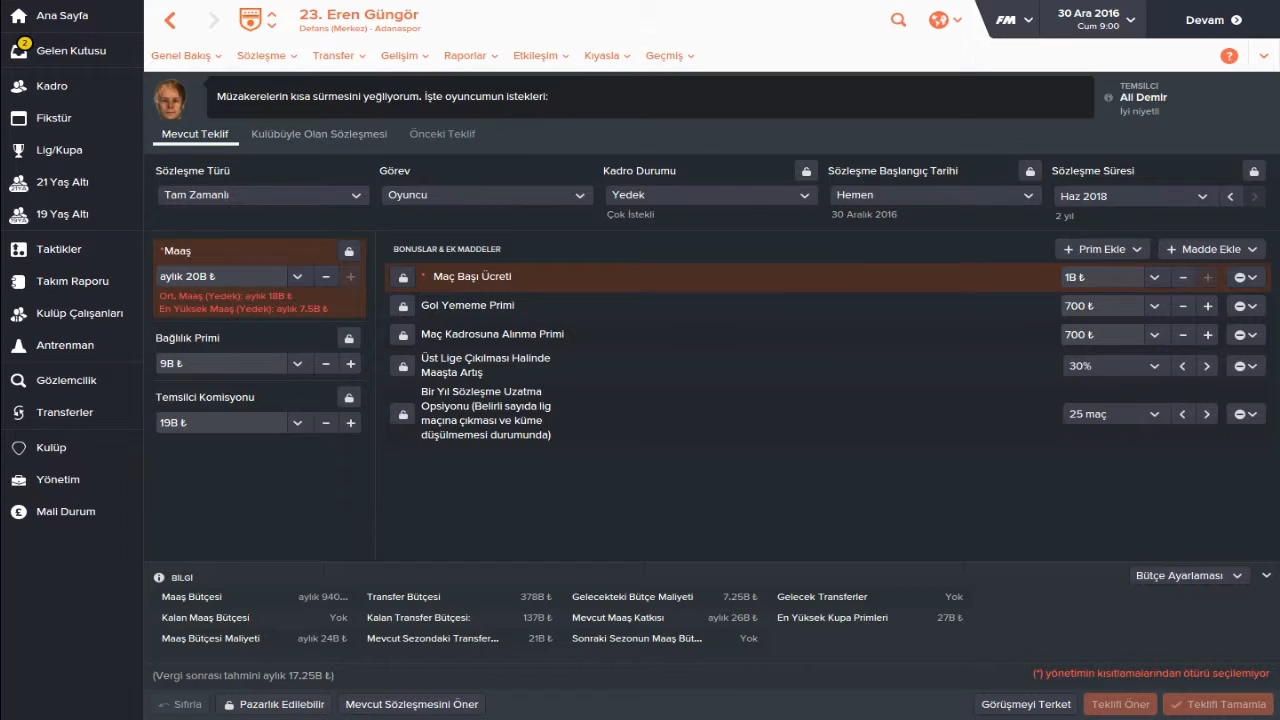 Ana Sayfa
2
Gelen Kutusu
Kadro
Fikstür
Lig/Kupa
21 Yaş Altı
19 Yaş Altı
Taktikler
Takım Raporu
Kulüp Çalışanları
Antrenman
Gözlemcilik
Transferler
Kulüp
Yönetim
Mali Durum
23. Eren Güngör
Defans (Merkez) - Adanaspor
FM
30 Ara 2016
Cum 9:00
Devam
Genel Bakış
Sözleşme
Transfer
Gelişim
Raporlar
Etkileşim
Kıyasla
Geçmiş
?
Müzakerelerin kısa sürmesini yeğliyorum. İşte oyuncumun istekleri:
TEMSİLCİ
Ali Demir
İyi niyetli
Mevcut Teklif
Kulübüyle Olan Sözleşmesi
Önceki Teklif
Sözleşme Türü
Görev
Kadro Durumu
Sözleşme Başlangıç Tarihi
Sözleşme Süresi
Tam Zamanlı
Oyuncu
Yedek
Hemen
Haz 2018
Çok İstekli
30 Aralık 2016
2 yıl
*Maaş
aylık 20B ₺
Ort. Maaş (Yedek): aylık 18B ₺
En Yüksek Maaş (Yedek): aylık 7.5B ₺
Bağlılık Primi
9B ₺
Temsilci Komisyonu
19B ₺
BONUSLAR & EK MADDELER
+ Prim Ekle
+ Madde Ekle
* Maç Başı Ücreti
1B ₺
Gol Yememe Primi
700 ₺
Maç Kadrosuna Alınma Primi
700 ₺
Üst Lige Çıkılması Halinde
Maaşta Artış
30%
Bir Yıl Sözleşme Uzatma
Opsiyonu (Belirli sayıda lig
maçına çıkması ve küme
düşülmemesi durumunda)
25 maç
BİLGİ
Bütçe Ayarlaması
Maaş Bütçesi
aylık 940...
Transfer Bütçesi
378B ₺
Gelecekteki Bütçe Maliyeti
7.25B ₺
Gelecek Transferler
Yok
Kalan Maaş Bütçesi
Yok
Kalan Transfer Bütçesi:
137B ₺
Mevcut Maaş Katkısı
aylık 26B ₺
En Yüksek Kupa Primleri
27B ₺
Maaş Bütçesi Maliyeti
aylık 24B ₺
Mevcut Sezondaki Transfer...
21B ₺
Sonraki Sezonun Maaş Büt...
Yok
(Vergi sonrası tahmini aylık 17.25B ₺)
(*) yönetimin kısıtlamalarından ötürü seçilemiyor
Sıfırla
Pazarlık Edilebilir
Mevcut Sözleşmesini Öner
Görüşmeyi Terket
Teklifi Öner
Teklifi Tamamla